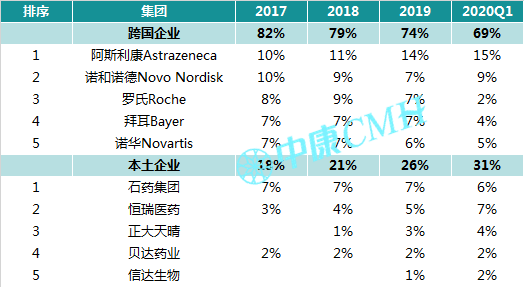 排序 集团 2017 2018 2019 2020Q1
跨国企业 82% 79% 74% 69%
1 阿斯利康Astrazeneca 10% 11% 14% 15%
2 诺和诺德Novo Nordisk 10% 9% 7% 9%
3 罗氏Roche 8% 9% 7% 2%
4 拜耳Bayer 7% 7% 7% 4%
5 诺华Novartis 7% 7% 6% 5%
本土企业 18% 21% 26% 31%
1 石药集团 7% 7% 7% 6%
2 恒瑞医药 3% 4% 5% 7%
3 正大天晴 1% 3% 4%
4 贝达药业 2% 2% 2% 2%
5 信达生物 1% 2%
中康CMH